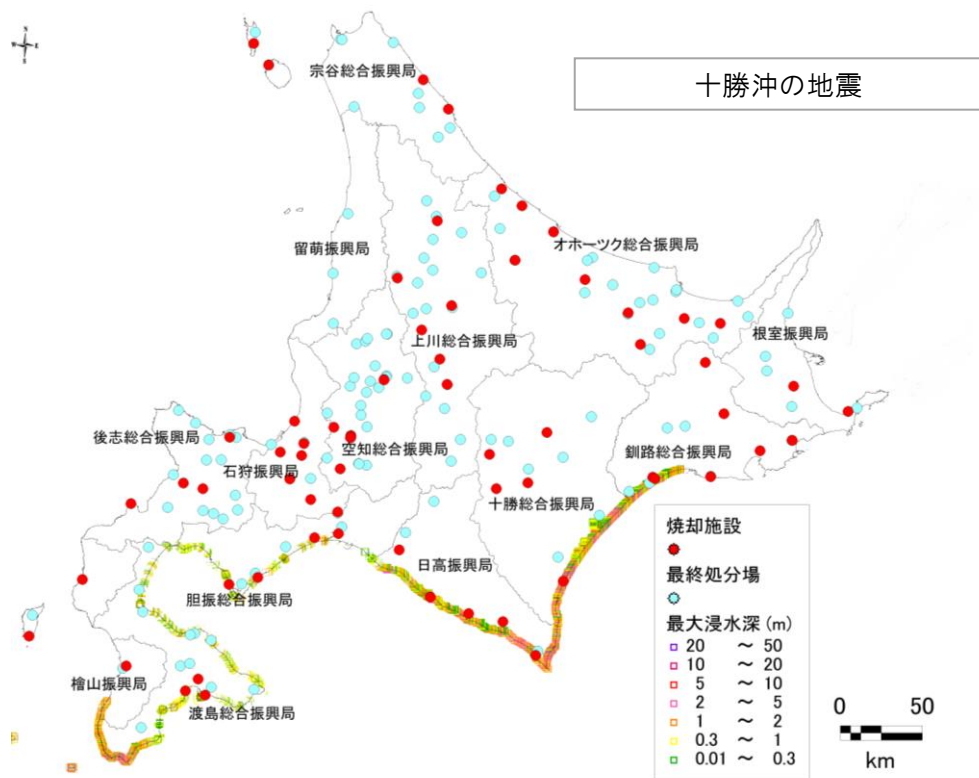 N
W E
S
十勝沖の地震
宗谷総合振興局
留萌振興局
オホーツク総合振興局
上川総合振興局
根室振興局
後志総合振興局
空知総合振興局
石狩振興局
釧路総合振興局
十勝総合振興局
日高振興局
胆振総合振興局
檜山振興局
渡島総合振興局
焼却施設
最終処分場
最大浸水深 (m)
20 ～ 50
10 ～ 20
5 ～ 10
2 ～ 5
1 ～ 2
0.3 ～ 1
0.01 ～ 0.3
0 50
km